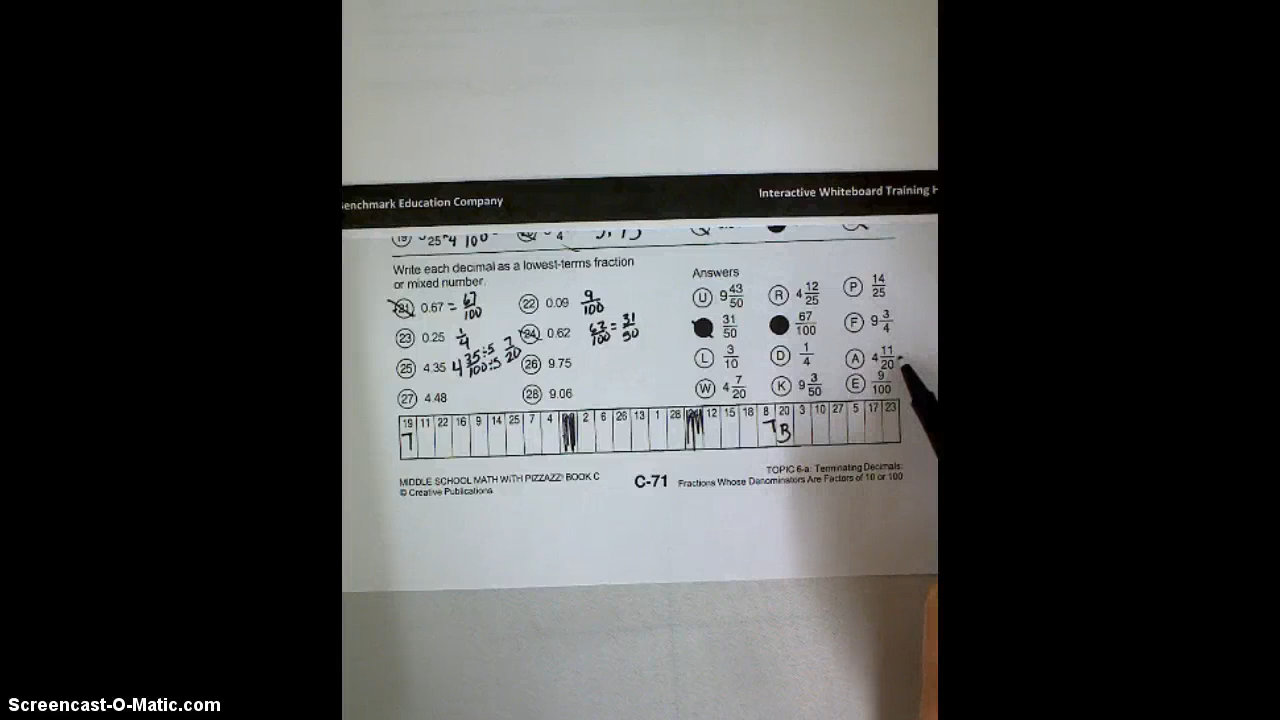 Benchmark Education Company
Interactive Whiteboard Training H
19 25 4 100 4
Write each decimal as a lowest-terms fraction
or mixed number.
21 0.67 = 67/100 22 0.09 9/100
23 0.25 1/4 24 0.62 62/100 = 31/50
25 4.35 4 35÷5/100÷5 7/20 26 9.75
27 4.48 28 9.06
Answers
U 9 43/50 R 4 12/25 P 14/25
31/50 67/100 F 9 3/4
L 3/10 D 1/4 A 4 11/20
W 4 7/20 K 9 3/50 E 9/100
19 11 22 16 9 14 25 7 4 2 6 26 13 1 28 12 15 18 8 20 3 10 27 5 17 23
T T B
MIDDLE SCHOOL MATH WITH PIZZAZZ! BOOK C
© Creative Publications
C-71
TOPIC 6-a: Terminating Decimals:
Fractions Whose Denominators Are Factors of 10 or 100
Screencast-O-Matic.com